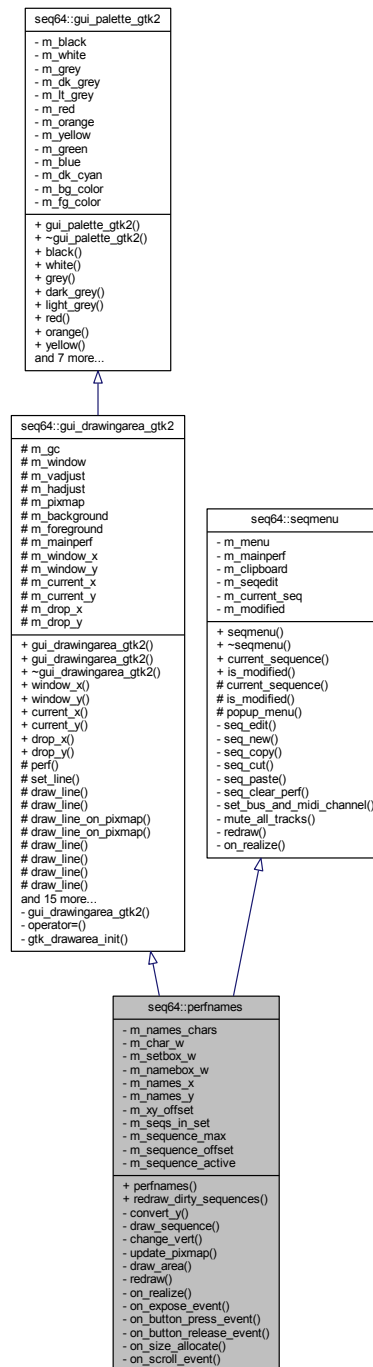 seq64::gui_palette_gtk2
- m_black
- m_white
- m_grey
- m_dk_grey
- m_lt_grey
- m_red
- m_orange
- m_yellow
- m_green
- m_blue
- m_dk_cyan
- m_bg_color
- m_fg_color
+ gui_palette_gtk2()
+ ~gui_palette_gtk2()
+ black()
+ white()
+ grey()
+ dark_grey()
+ light_grey()
+ red()
+ orange()
+ yellow()
and 7 more...
seq64::gui_drawingarea_gtk2
# m_gc
# m_window
# m_vadjust
# m_hadjust
# m_pixmap
# m_background
# m_foreground
# m_mainperf
# m_window_x
# m_window_y
# m_current_x
# m_current_y
# m_drop_x
# m_drop_y
+ gui_drawingarea_gtk2()
+ gui_drawingarea_gtk2()
+ ~gui_drawingarea_gtk2()
+ window_x()
+ window_y()
+ current_x()
+ current_y()
+ drop_x()
+ drop_y()
# perf()
# set_line()
# draw_line()
# draw_line()
# draw_line_on_pixmap()
# draw_line_on_pixmap()
# draw_line()
# draw_line()
# draw_line()
# draw_line()
and 15 more...
- gui_drawingarea_gtk2()
- operator=()
- gtk_drawarea_init()
seq64::seqmenu
- m_menu
- m_mainperf
- m_clipboard
- m_seqedit
- m_current_seq
- m_modified
+ seqmenu()
+ ~seqmenu()
+ current_sequence()
+ is_modified()
# current_sequence()
# is_modified()
# popup_menu()
- seq_edit()
- seq_new()
- seq_copy()
- seq_cut()
- seq_paste()
- seq_clear_perf()
- set_bus_and_midi_channel()
- mute_all_tracks()
- redraw()
- on_realize()
seq64::perfnames
- m_names_chars
- m_char_w
- m_setbox_w
- m_namebox_w
- m_names_x
- m_names_y
- m_xy_offset
- m_seqs_in_set
- m_sequence_max
- m_sequence_offset
- m_sequence_active
+ perfnames()
+ redraw_dirty_sequences()
- convert_y()
- draw_sequence()
- change_vert()
- update_pixmap()
- draw_area()
- redraw()
- on_realize()
- on_expose_event()
- on_button_press_event()
- on_button_release_event()
- on_size_allocate()
- on_scroll_event()